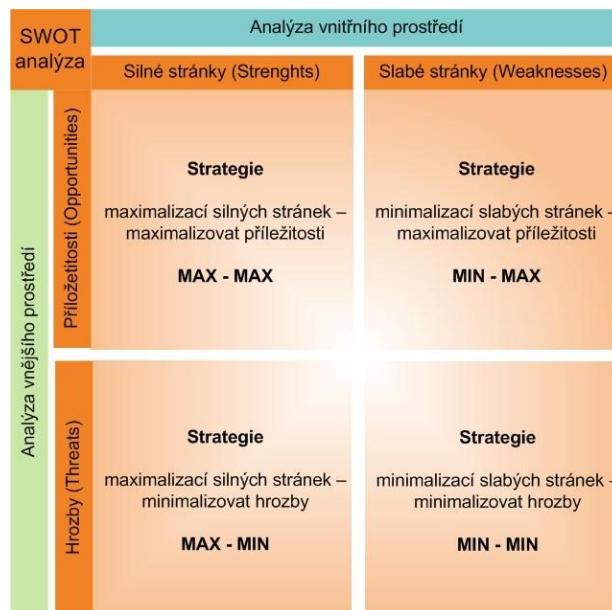 SWOT
analýza
Analýza vnitřního prostředí
Silné stránky (Strenghts)
Slabé stránky (Weaknesses)
Analýza vnějšího prostředí
Příložetitosti (Opportunities)
Strategie
maximalizací silných stránek –
maximalizovat příležitosti
MAX - MAX
Strategie
minimalizací slabých stránek –
maximalizovat příležitosti
MIN - MAX
Hrozby (Threats)
Strategie
maximalizací silných stránek –
minimalizovat hrozby
MAX - MIN
Strategie
minimalizací slabých stránek –
minimalizovat hrozby
MIN - MIN